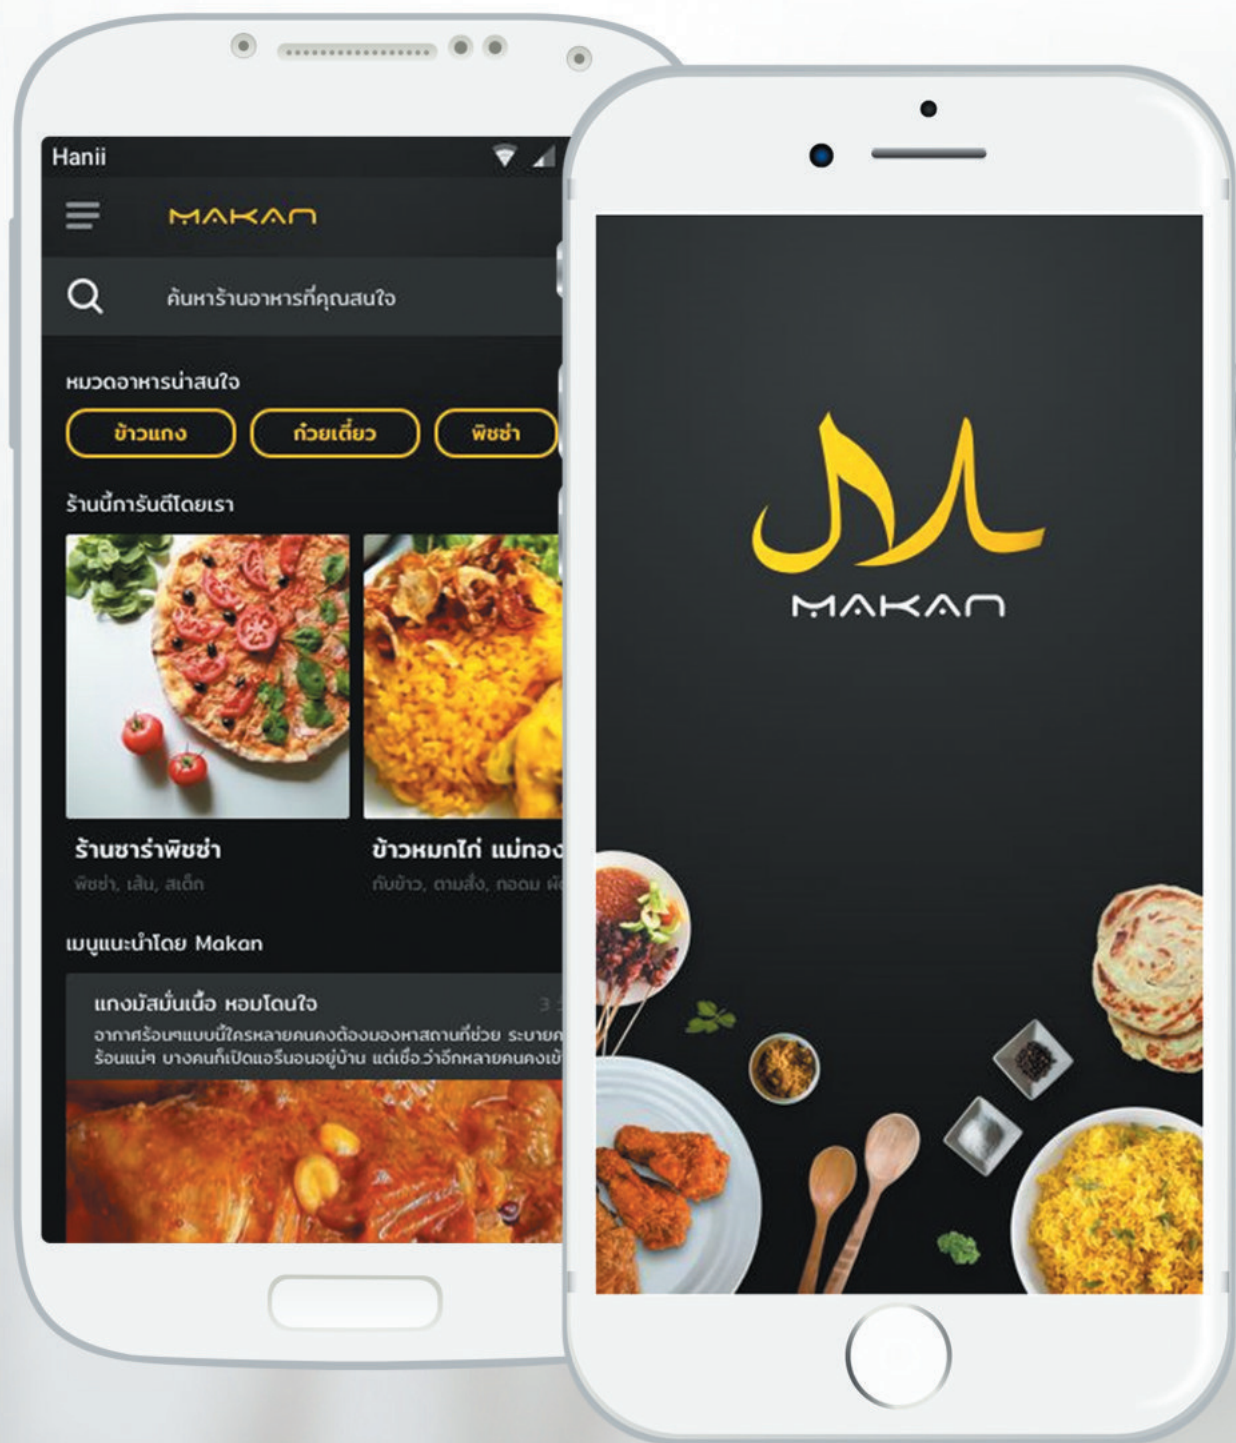 Hanii
MAKAN
ค้นหาร้านอาหารที่คุณสนใจ
หมวดอาหารน่าสนใจ
ข้าวแกง
ก๋วยเตี๋ยว
พิซซ่า
ร้านนี้การันตีโดยเรา
ร้านซาร่าพิซซ่า
ข้าวหมกไก่ แม่ทอง
พิซซ่า, เส้น, สเต็ก
กับข้าว, ตามสั่ง, ทอดม
เมนูแนะนำโดย Makan
แกงมัสมั่นเนื้อ หอมโดนใจ
3
อากาศร้อนๆแบบนี้ใครหลายคนคงต้องมองหาสถานที่ช่วย ระบาย
ร้อนแน่ๆ บางคนก็เปิดแอร์นอนอยู่บ้าน แต่เชื่อ.ว่าอีกหลายคนคง
MAKAN